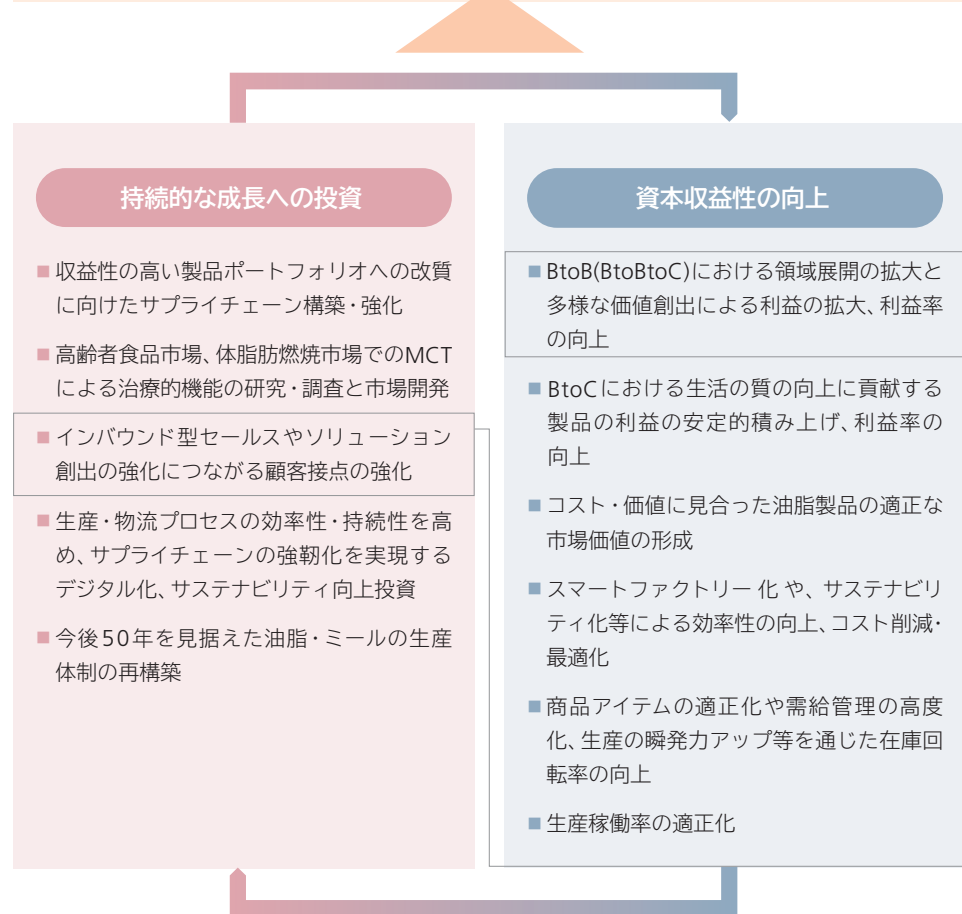 持続的な成長への投資
■収益性の高い製品ポートフォリオへの改質
に向けたサプライチェーン構築・強化
■高齢者食品市場、体脂肪燃焼市場でのMCT
による治療的機能の研究・調査と市場開発
■インバウンド型セールスやソリューション
創出の強化につながる顧客接点の強化
■生産・物流プロセスの効率性・持続性を高
め、サプライチェーンの強靭化を実現する
デジタル化、サステナビリティ向上投資
■今後50年を見据えた油脂・ミールの生産
体制の再構築
資本収益性の向上
■BtoB(BtoBtoC)における領域展開の拡大と
多様な価値創出による利益の拡大、利益率
の向上
■BtoCにおける生活の質の向上に貢献する
製品の利益の安定的積み上げ、利益率の
向上
■コスト・価値に見合った油脂製品の適正な
市場価値の形成
■スマートファクトリー化や、サステナビリ
ティ化等による効率性の向上、コスト削減・
最適化
■商品アイテムの適正化や需給管理の高度
化、生産の瞬発力アップ等を通じた在庫回
転率の向上
■生産稼働率の適正化